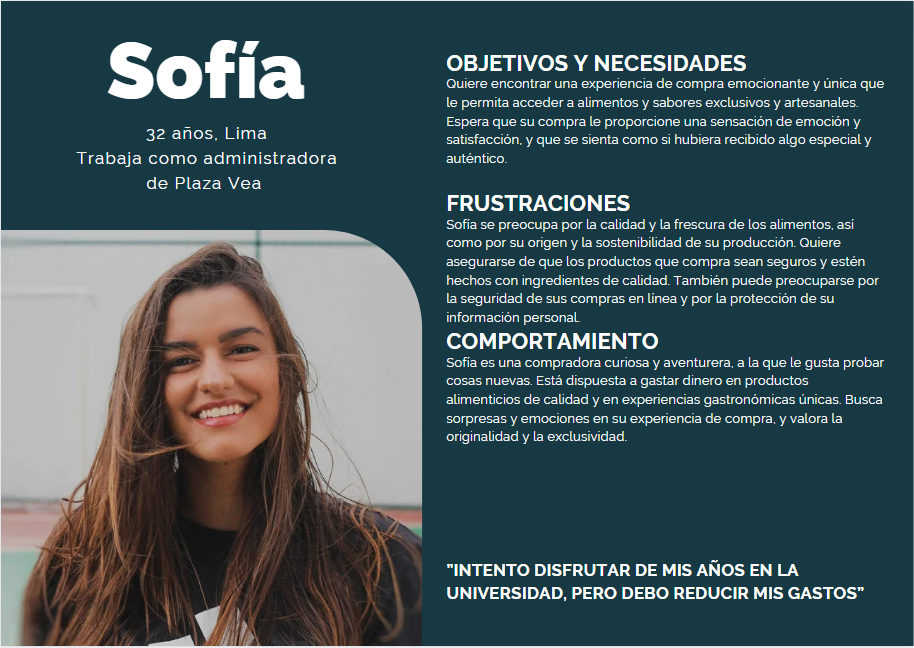 Sofía
32 años, Lima
Trabaja como administradora
de Plaza Vea
OBJETIVOS Y NECESIDADES
Quiere encontrar una experiencia de compra emocionante y única que
le permita acceder a alimentos y sabores exclusivos y artesanales.
Espera que su compra le proporcione una sensación de emoción y
satisfacción, y que se sienta como si hubiera recibido algo especial y
auténtico.
FRUSTRACIONES
Sofía se preocupa por la calidad y la frescura de los alimentos, así
como por su origen y la sostenibilidad de su producción. Quiere
asegurarse de que los productos que compra sean seguros y estén
hechos con ingredientes de calidad. También puede preocuparse por
la seguridad de sus compras en línea y por la protección de su
información personal.
COMPORTAMIENTO
Sofía es una compradora curiosa y aventurera, a la que le gusta probar
cosas nuevas. Está dispuesta a gastar dinero en productos
alimenticios de calidad y en experiencias gastronómicas únicas. Busca
sorpresas y emociones en su experiencia de compra, y valora la
originalidad y la exclusividad.
"INTENTO DISFRUTAR DE MIS AÑOS EN LA
UNIVERSIDAD, PERO DEBO REDUCIR MIS GASTOS"